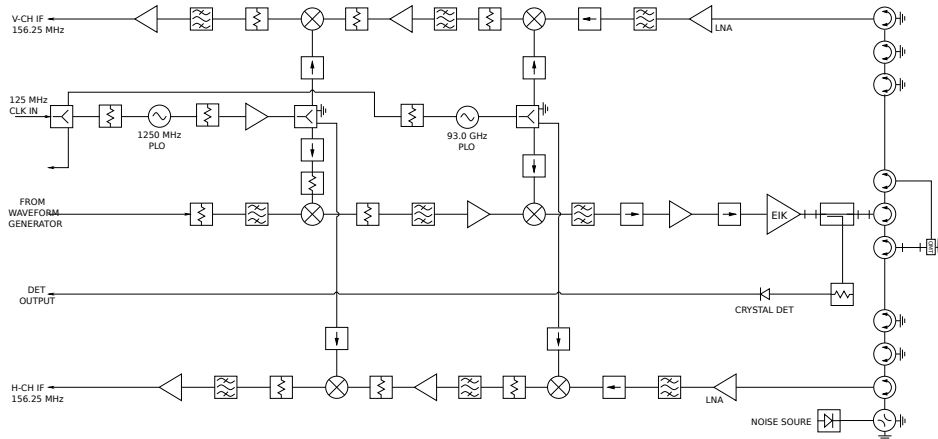 V-CH IF
156.25 MHz
LNA
125 MHz
CLK IN
1250 MHz
PLO
93.0 GHz
PLO
FROM
WAVEFORM
GENERATOR
EIK
OMT
DET
OUTPUT
CRYSTAL DET
H-CH IF
156.25 MHz
LNA
NOISE SOURE